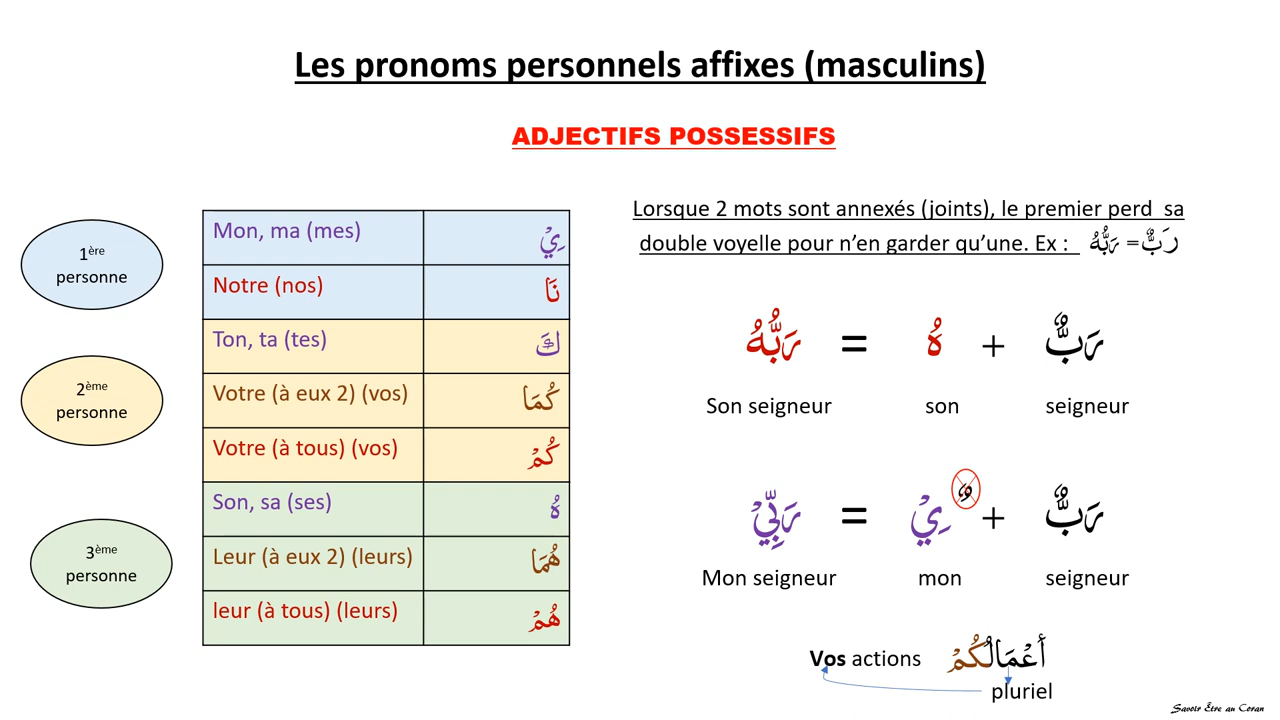 Les pronoms personnels affixes (masculins)
ADJECTIFS POSSESSIFS
1ère
personne
2ème
personne
3ème
personne
Mon, ma (mes) ـِيْ
Notre (nos) نَا
Ton, ta (tes) كَ
Votre (à eux 2) (vos) كُمَا
Votre (à tous) (vos) كُمْ
Son, sa (ses) هُ
Leur (à eux 2) (leurs) هُمَا
leur (à tous) (leurs) هُمْ
Lorsque 2 mots sont annexés (joints), le premier perd sa
double voyelle pour n’en garder qu’une. Ex : رَبٌّ = رَبُّهُ
رَبٌّ + هُ = رَبُّهُ
Son seigneur son seigneur
رَبٌّ + ـِيْ = رَبِّيْ
Mon seigneur mon seigneur
Vos actions أَعْمَالُكُمْ
pluriel
Savoir Être au Coran